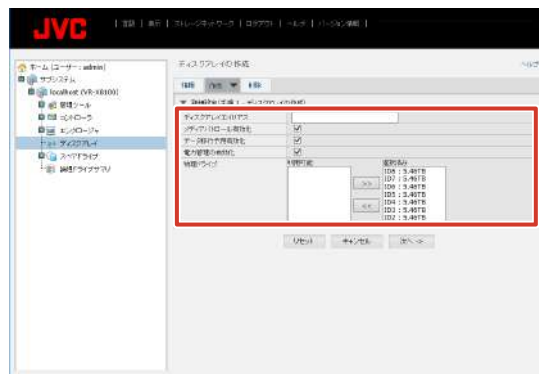 JVC
| 言語 | 表示 | ストレージネットワーク | ログアウト | ヘルプ | バージョン情報 |
ホーム (ユーザー: admin)
サブシステム
localhost (VR-X8100)
管理ツール
コントローラ
エンクロージャ
ディスクアレイ
スペアドライブ
論理ドライブサマリ
ディスクアレイの作成
ヘルプ
情報
作成
削除
ディスクアレイエイリアス
メディアパトロール有効化
データ移行予測有効化
電力管理の有効化
物理ドライブ
利用可能
選択済み
ID8 : 5.46TB
ID7 : 5.46TB
ID6 : 5.46TB
ID5 : 5.46TB
ID4 : 5.46TB
ID3 : 5.46TB
ID2 : 5.46TB
>>
<<
リセット
キャンセル
次へ ->